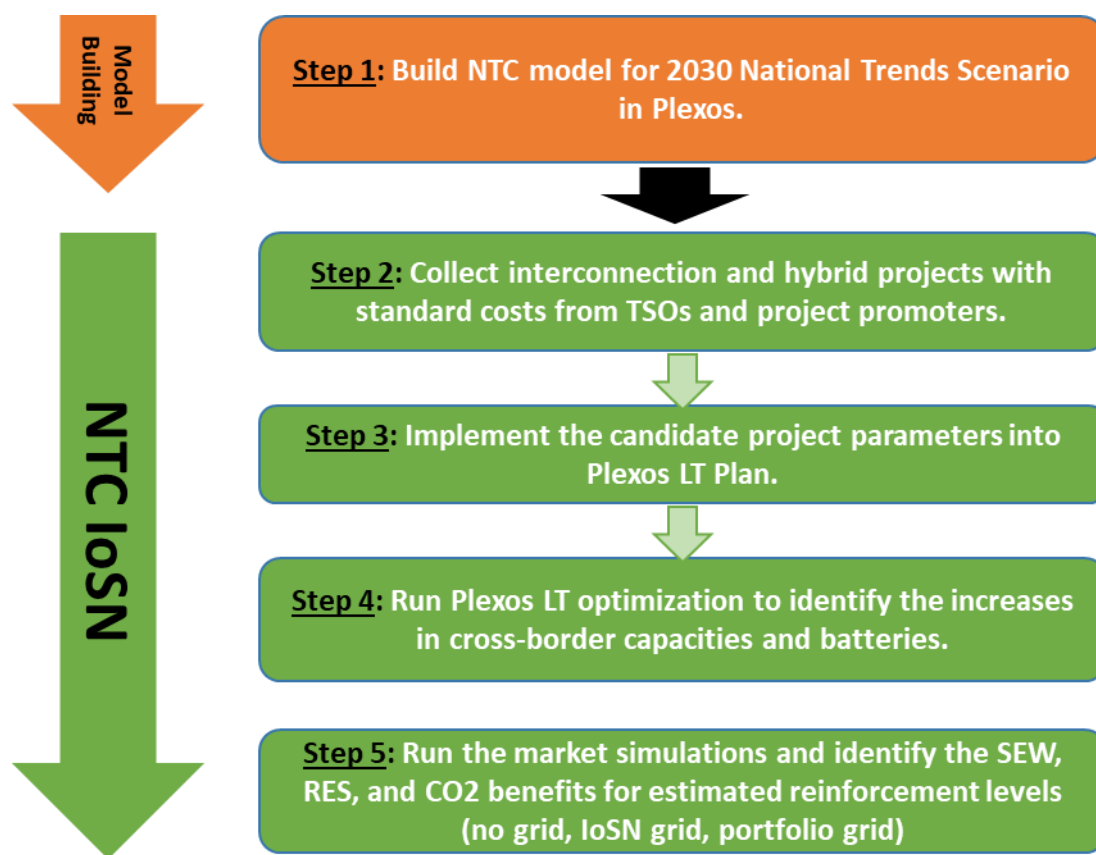 Model
Building
Step 1: Build NTC model for 2030 National Trends Scenario
in Plexos.
NTC IoSN
Step 2: Collect interconnection and hybrid projects with
standard costs from TSOs and project promoters.
Step 3: Implement the candidate project parameters into
Plexos LT Plan.
Step 4: Run Plexos LT optimization to identify the increases
in cross-border capacities and batteries.
Step 5: Run the market simulations and identify the SEW,
RES, and CO2 benefits for estimated reinforcement levels
(no grid, IoSN grid, portfolio grid)